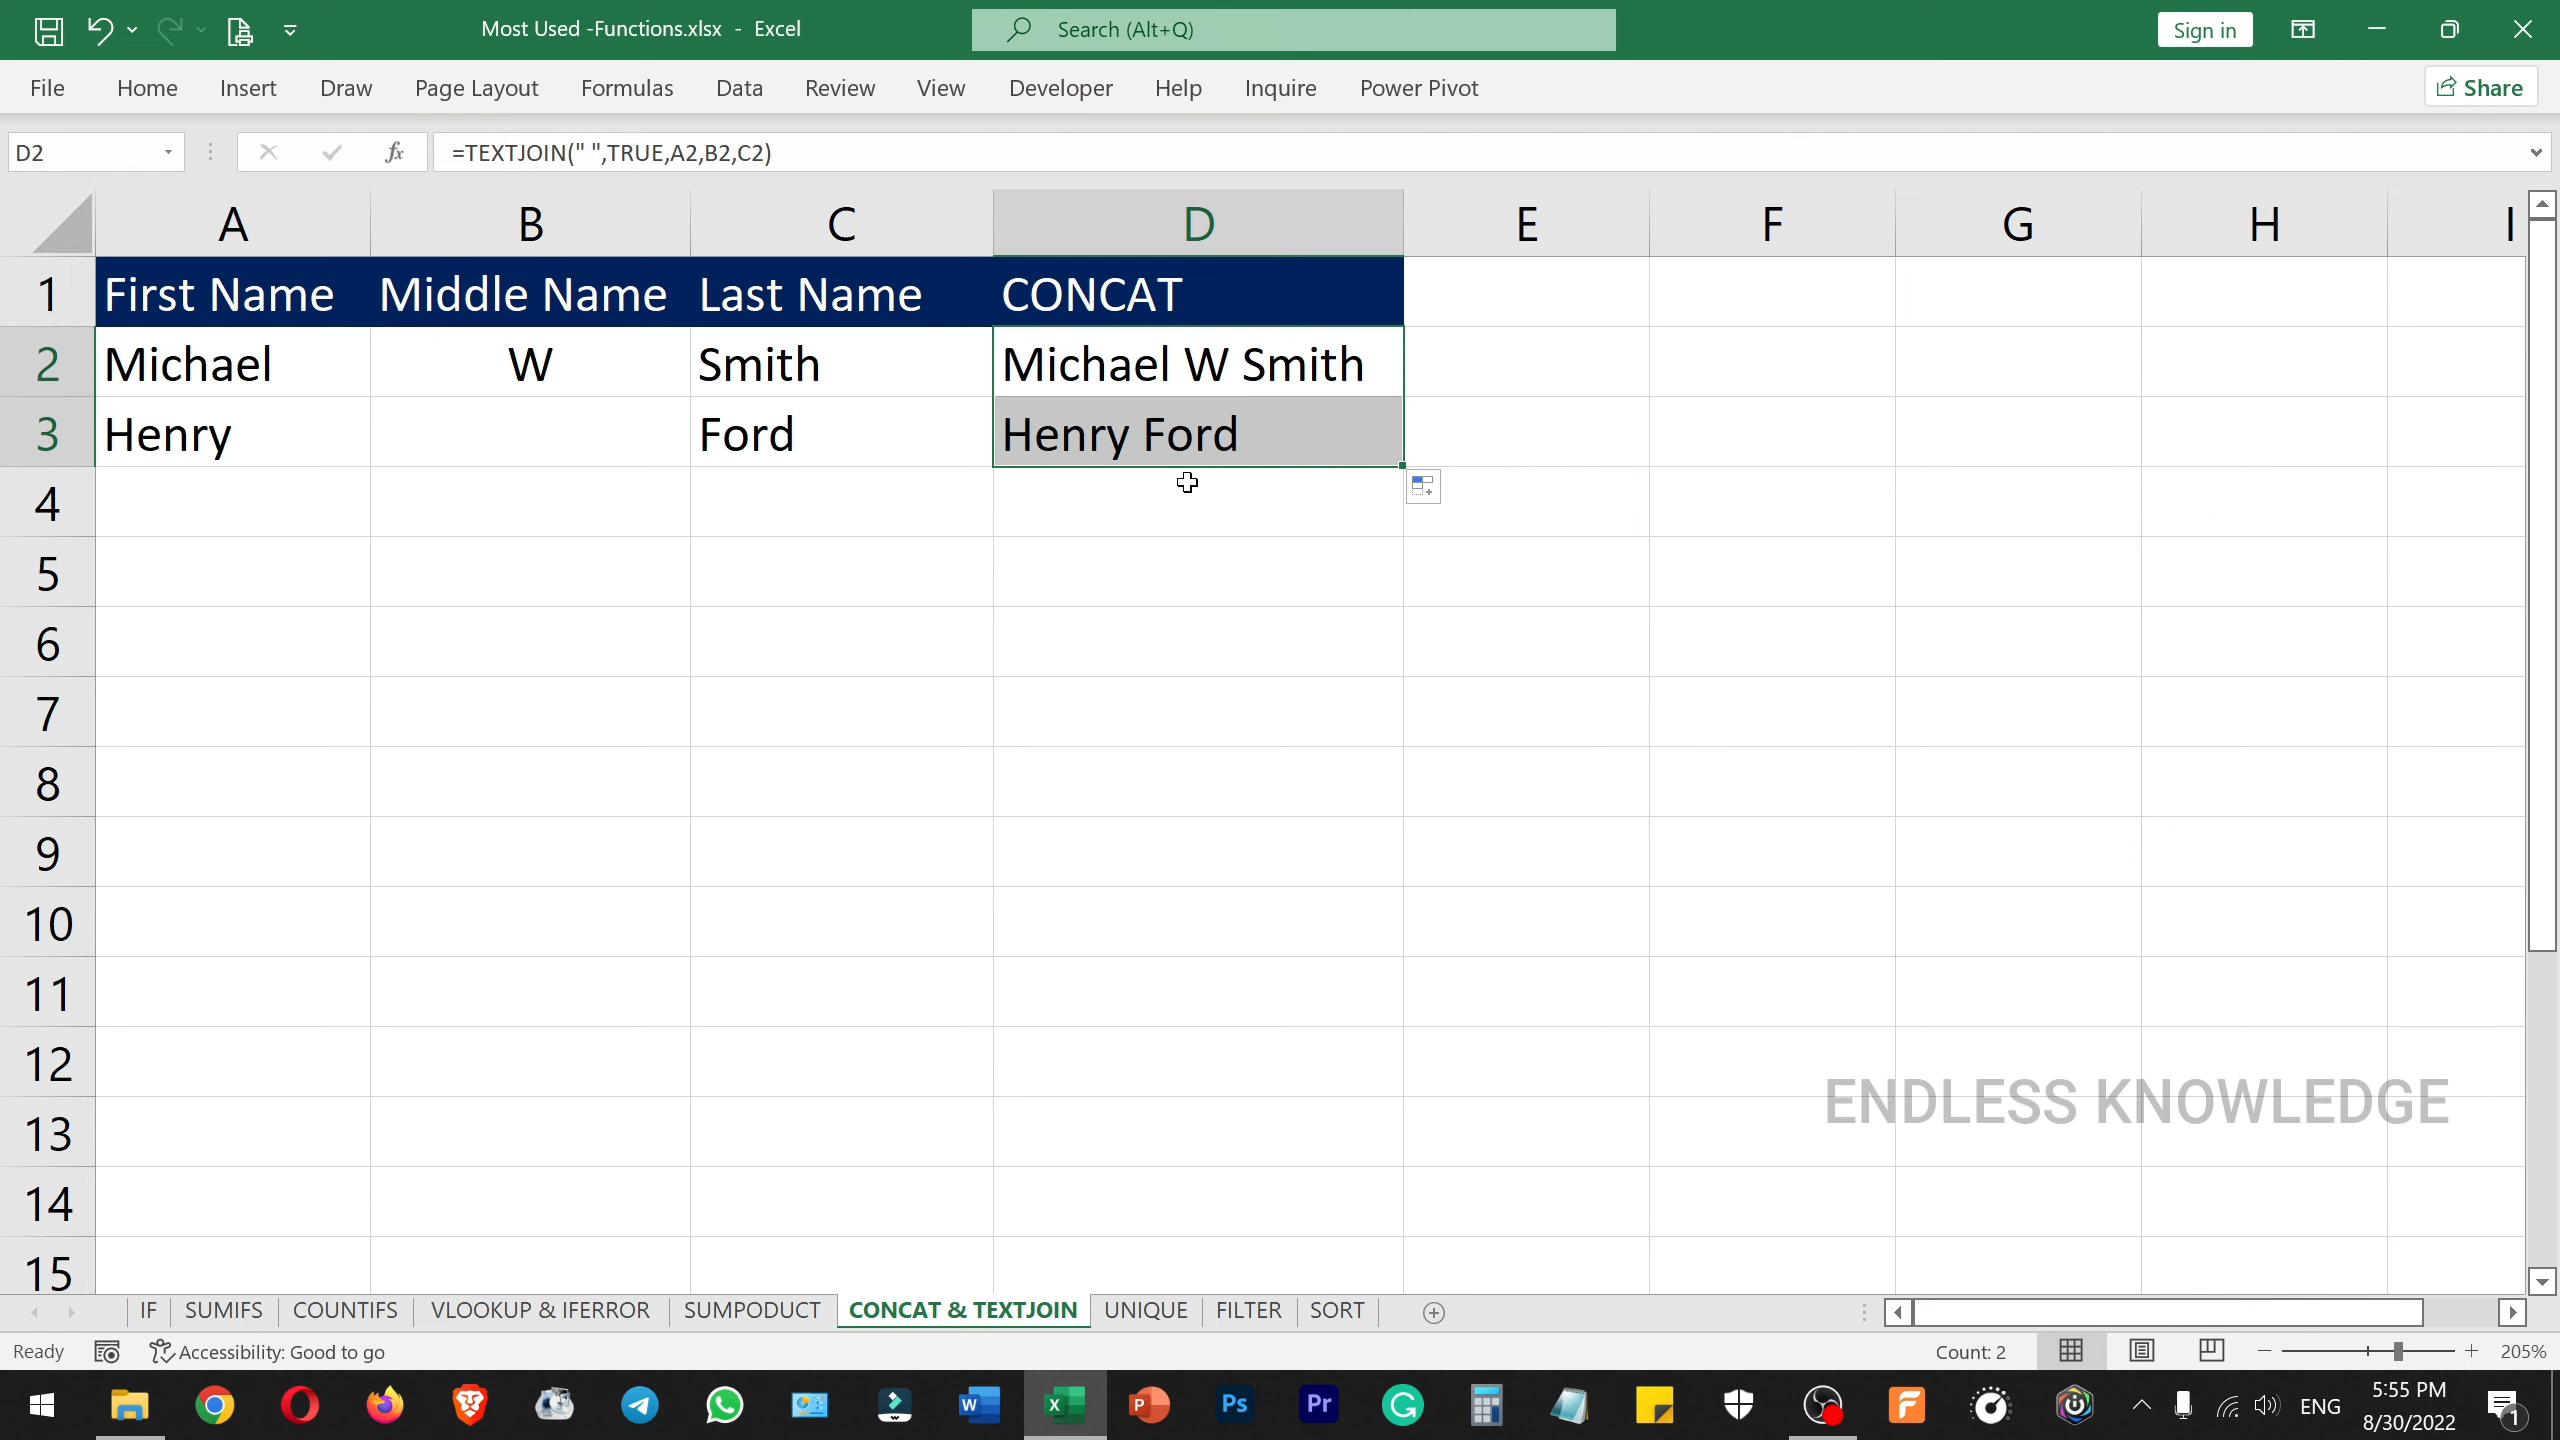 Most Used -Functions.xlsx - Excel
Search (Alt+Q)
Sign in
File Home Insert Draw Page Layout Formulas Data Review View Developer Help Inquire Power Pivot
Share
D2
fx
=TEXTJOIN(" ",TRUE,A2,B2,C2)
A B C D E F G H I
1 First Name Middle Name Last Name CONCAT
2 Michael W Smith Michael W Smith
3 Henry Ford Henry Ford
4
5
6
7
8
9
10
11
12
13
14
15
ENDLESS KNOWLEDGE
IF SUMIFS COUNTIFS VLOOKUP & IFERROR SUMPODUCT CONCAT & TEXTJOIN UNIQUE FILTER SORT
Ready Accessibility: Good to go Count: 2 205%
W X P Ps Pr G F ENG
5:55 PM
8/30/2022
1